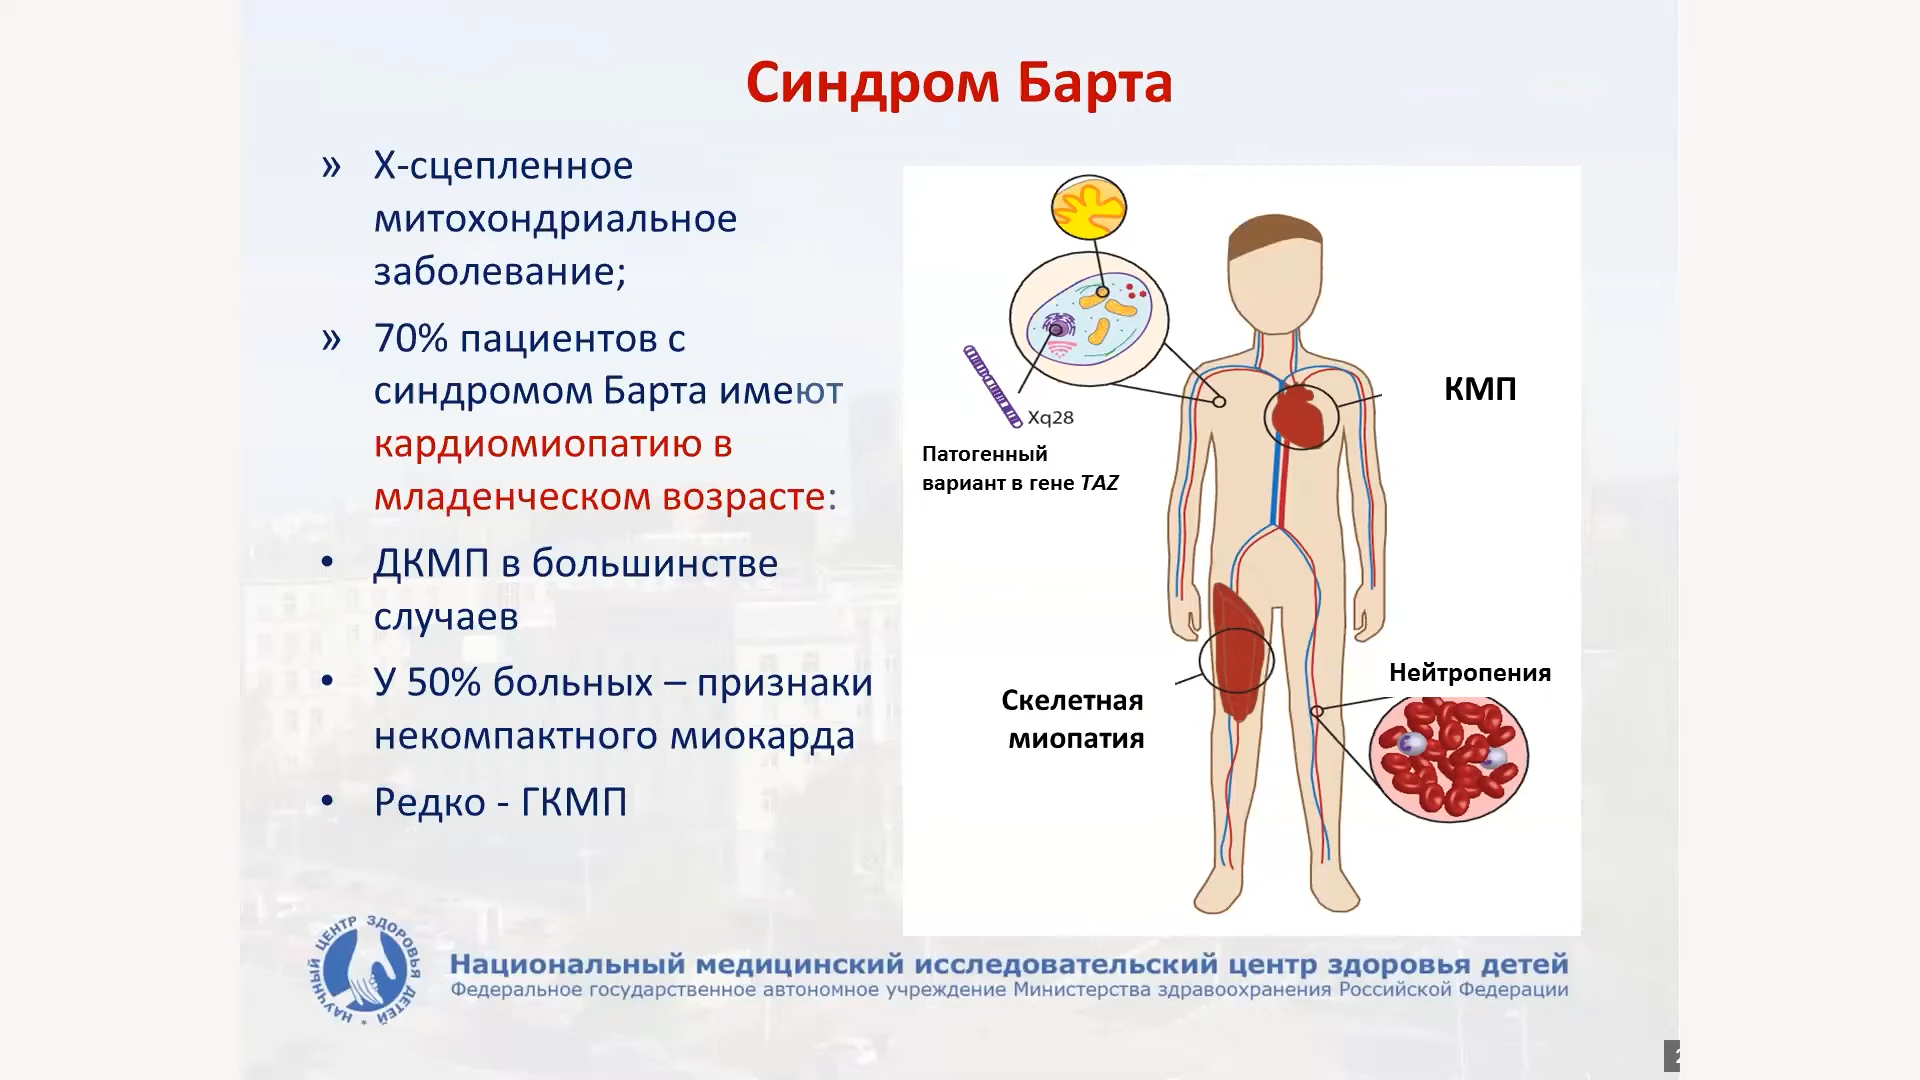 Синдром Барта
» Х-сцепленное
митохондриальное
заболевание;
» 70% пациентов с
синдромом Барта имеют
кардиомиопатию в
младенческом возрасте:
• ДКМП в большинстве
случаев
• У 50% больных – признаки
некомпактного миокарда
• Редко - ГКМП
Xq28
Патогенный
вариант в гене TAZ
КМП
Скелетная
миопатия
Нейтропения
НАУЧНЫЙ ЦЕНТР ЗДОРОВЬЯ ДЕТЕЙ
Национальный медицинский исследовательский центр здоровья детей
Федеральное государственное автономное учреждение Министерства здравоохранения Российской Федерации